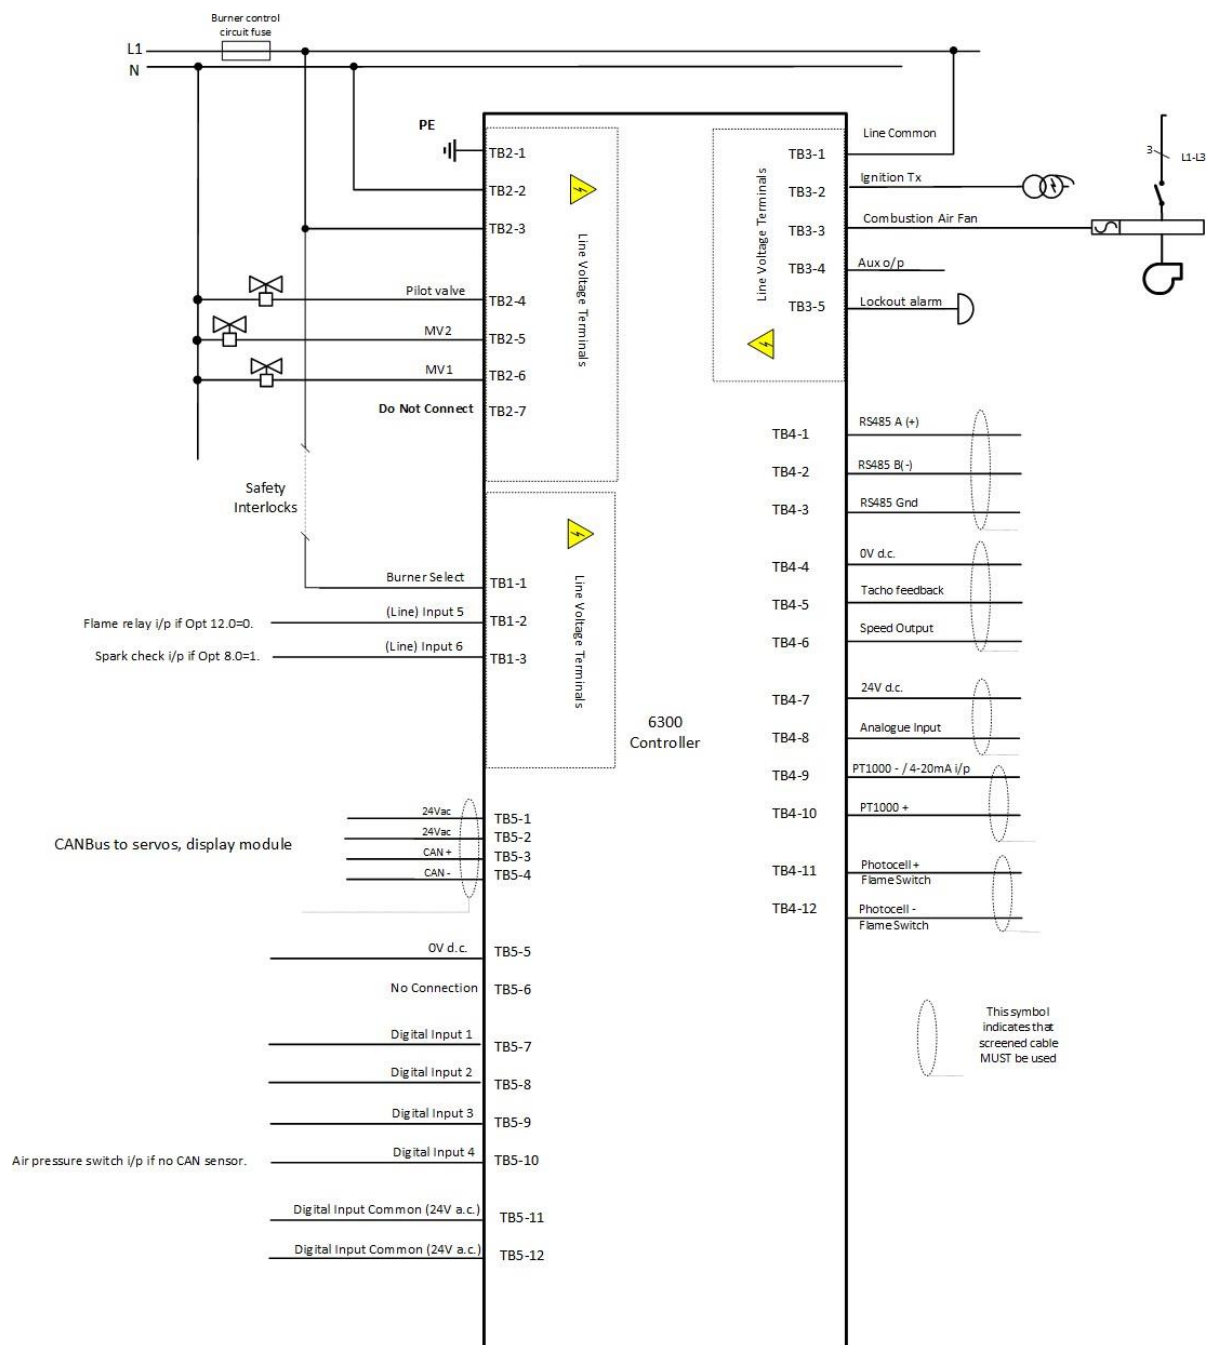 Burner control
circuit fuse
L1
N
PE
TB2-1
TB2-2
TB2-3
Pilot valve
TB2-4
MV2
TB2-5
MV1
TB2-6
Do Not Connect
TB2-7
Line Voltage Terminals
Line Common
TB3-1
Ignition Tx
TB3-2
Combustion Air Fan
TB3-3
Aux o/p
TB3-4
Lockout alarm
TB3-5
Line Voltage Terminals
3
L1-L3
Safety
Interlocks
Burner Select
TB1-1
Flame relay i/p if Opt 12.0=0.
(Line) Input 5
TB1-2
Spark check i/p if Opt 8.0=1.
(Line) Input 6
TB1-3
Line Voltage Terminals
6300
Controller
TB4-1
RS485 A (+)
TB4-2
RS485 B(-)
TB4-3
RS485 Gnd
TB4-4
0V d.c.
TB4-5
Tacho feedback
TB4-6
Speed Output
TB4-7
24V d.c.
TB4-8
Analogue Input
TB4-9
PT1000 - / 4-20mA i/p
TB4-10
PT1000 +
TB4-11
Photocell +
Flame Switch
TB4-12
Photocell -
Flame Switch
CANBus to servos, display module
24Vac
TB5-1
24Vac
TB5-2
CAN +
TB5-3
CAN -
TB5-4
0V d.c.
TB5-5
No Connection
TB5-6
Digital Input 1
TB5-7
Digital Input 2
TB5-8
Digital Input 3
TB5-9
Air pressure switch i/p if no CAN sensor.
Digital Input 4
TB5-10
Digital Input Common (24V a.c.)
TB5-11
Digital Input Common (24V a.c.)
TB5-12
This symbol
indicates that
screened cable
MUST be used